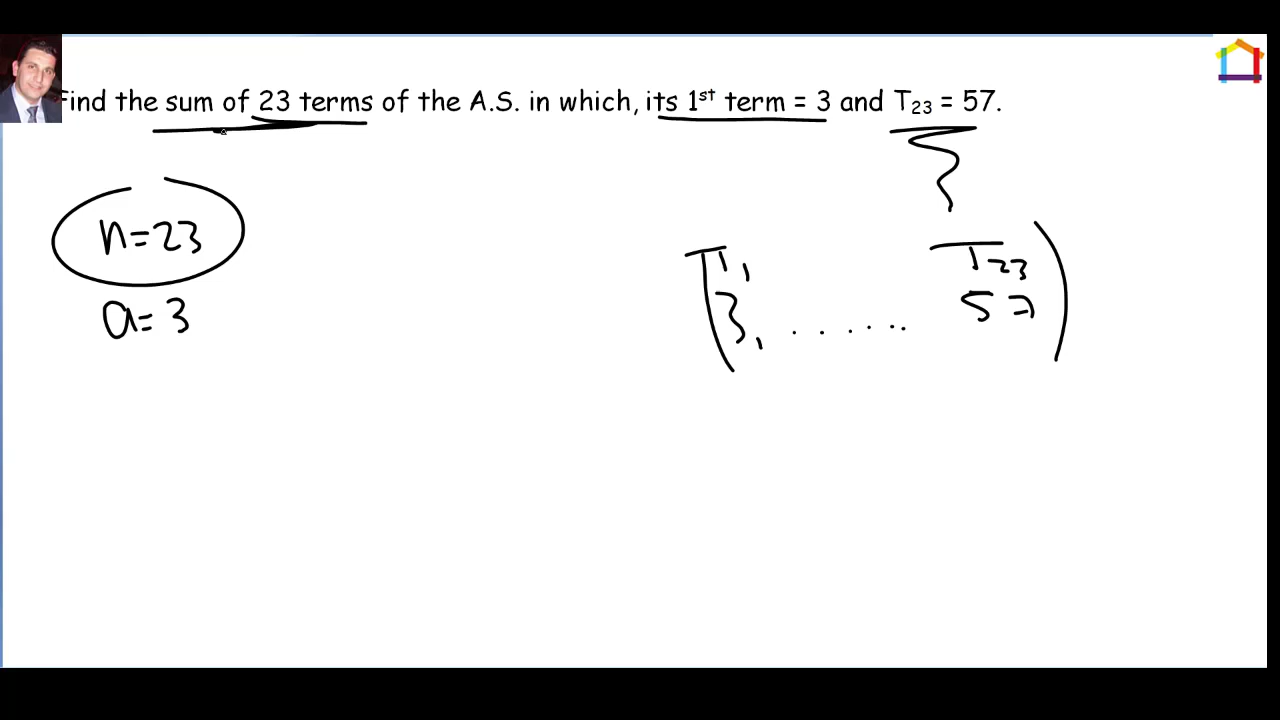 Find the sum of 23 terms of the A.S. in which, its 1st term = 3 and T23 = 57.
n=23
a=3
T1, T23
3, ...... 57